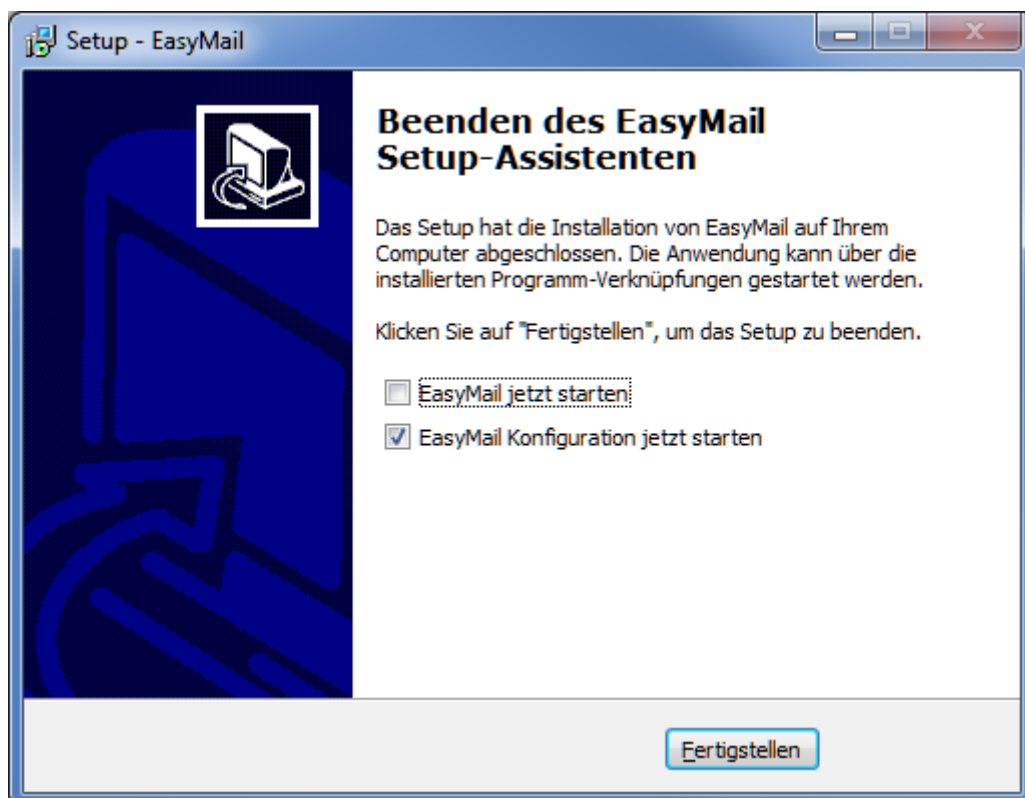 Setup - EasyMail
Beenden des EasyMail
Setup-Assistenten
Das Setup hat die Installation von EasyMail auf Ihrem
Computer abgeschlossen. Die Anwendung kann über die
installierten Programm-Verknüpfungen gestartet werden.
Klicken Sie auf "Fertigstellen", um das Setup zu beenden.
EasyMail jetzt starten
EasyMail Konfiguration jetzt starten
Fertigstellen